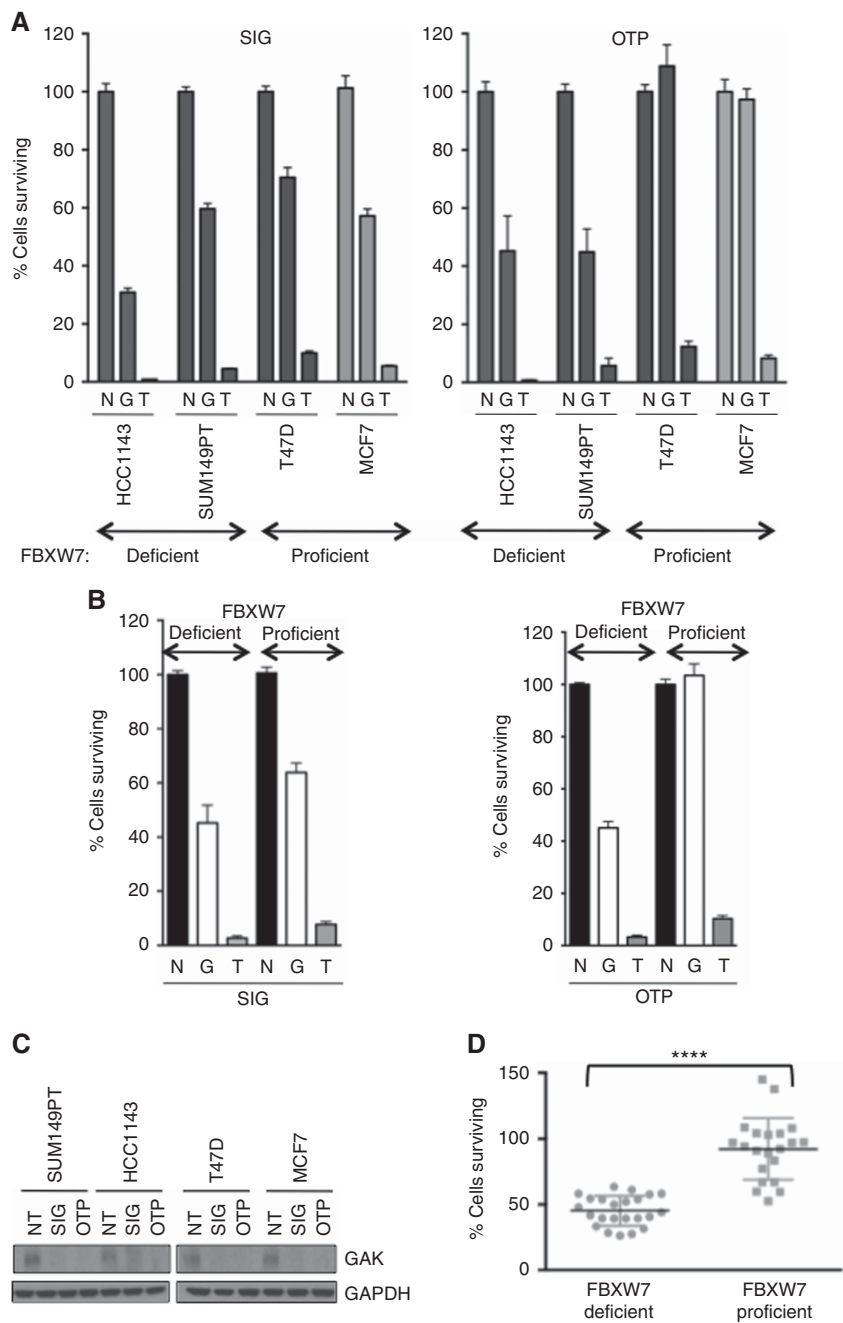 A
SIG
OTP
120
100
80
60
40
20
0
% Cells surviving
120
100
80
60
40
20
0
N G T N G T N G T N G T
N G T N G T N G T N G T
HCC1143
SUM149PT
T47D
MCF7
HCC1143
SUM149PT
T47D
MCF7
FBXW7: Deficient Proficient Deficient Proficient
B
FBXW7
Deficient Proficient
120
100
80
60
40
20
0
% Cells surviving
N G T N G T
SIG
FBXW7
Deficient Proficient
120
100
80
60
40
20
0
% Cells surviving
N G T N G T
OTP
C
SUM149PT
HCC1143
T47D
MCF7
NT SIG OTP NT SIG OTP NT SIG OTP NT SIG OTP
GAK
GAPDH
D
****
150
100
50
0
% Cells surviving
FBXW7
deficient
FBXW7
proficient